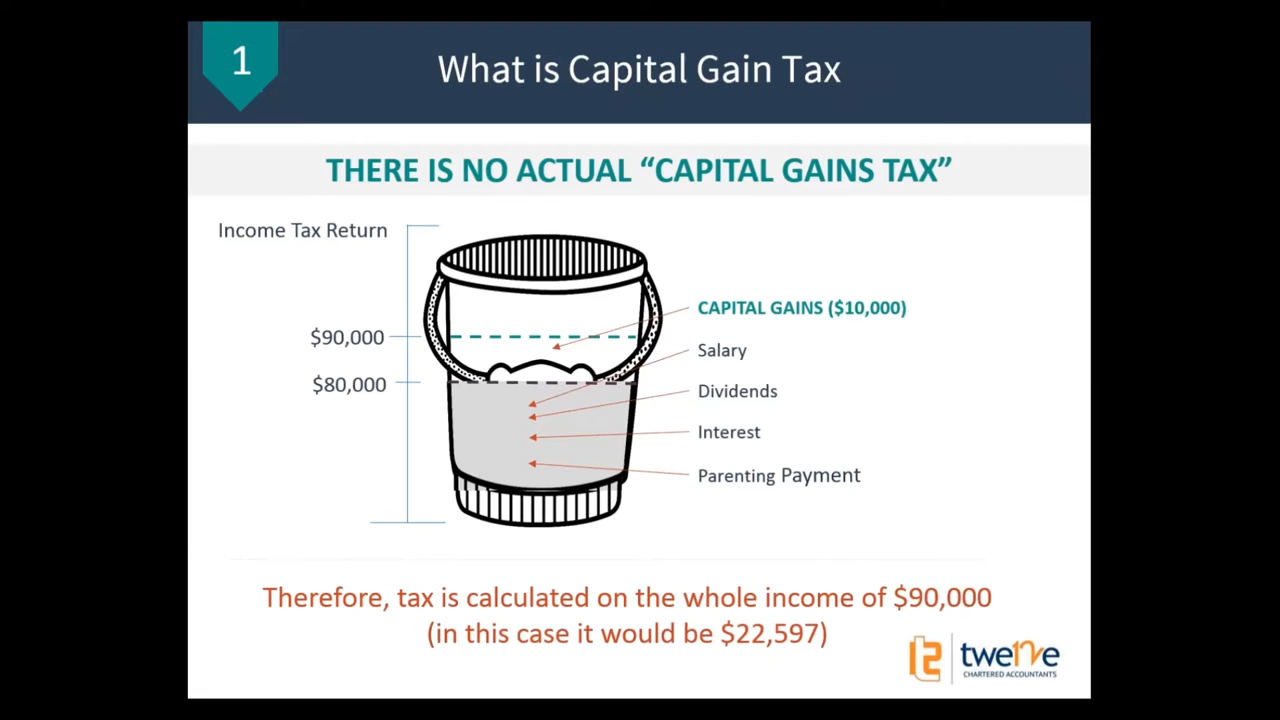 1
What is Capital Gain Tax
THERE IS NO ACTUAL “CAPITAL GAINS TAX”
Income Tax Return
$90,000
$80,000
CAPITAL GAINS ($10,000)
Salary
Dividends
Interest
Parenting Payment
Therefore, tax is calculated on the whole income of $90,000
(in this case it would be $22,597)
twe12ve
CHARTERED ACCOUNTANTS